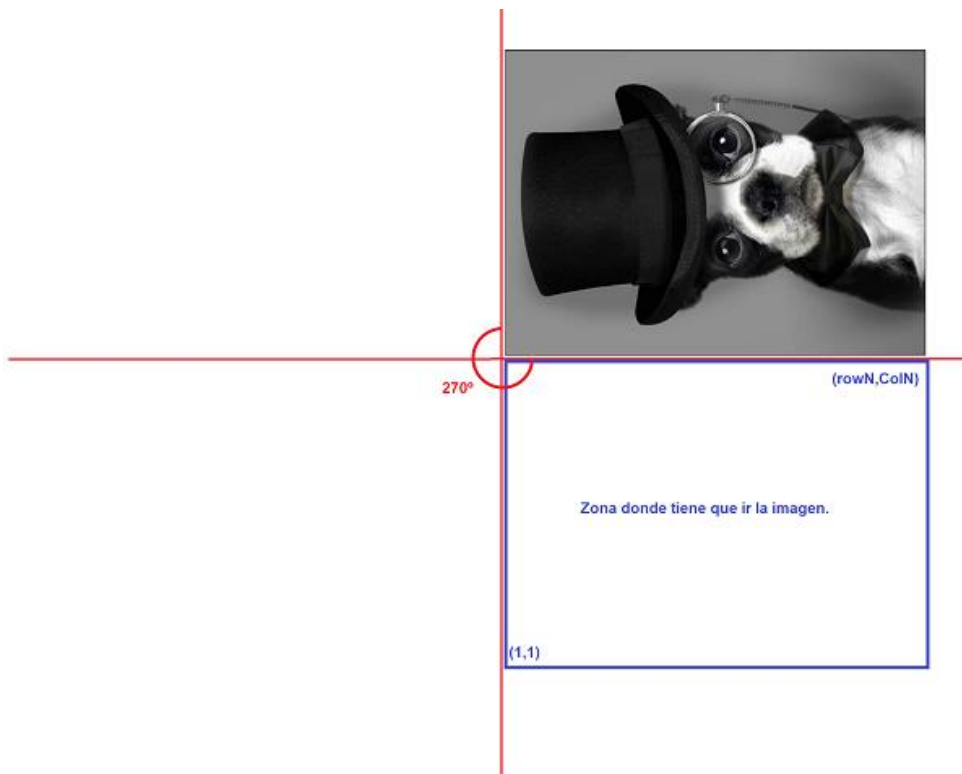 270º
(rowN,ColN)
Zona donde tiene que ir la imagen.
(1,1)